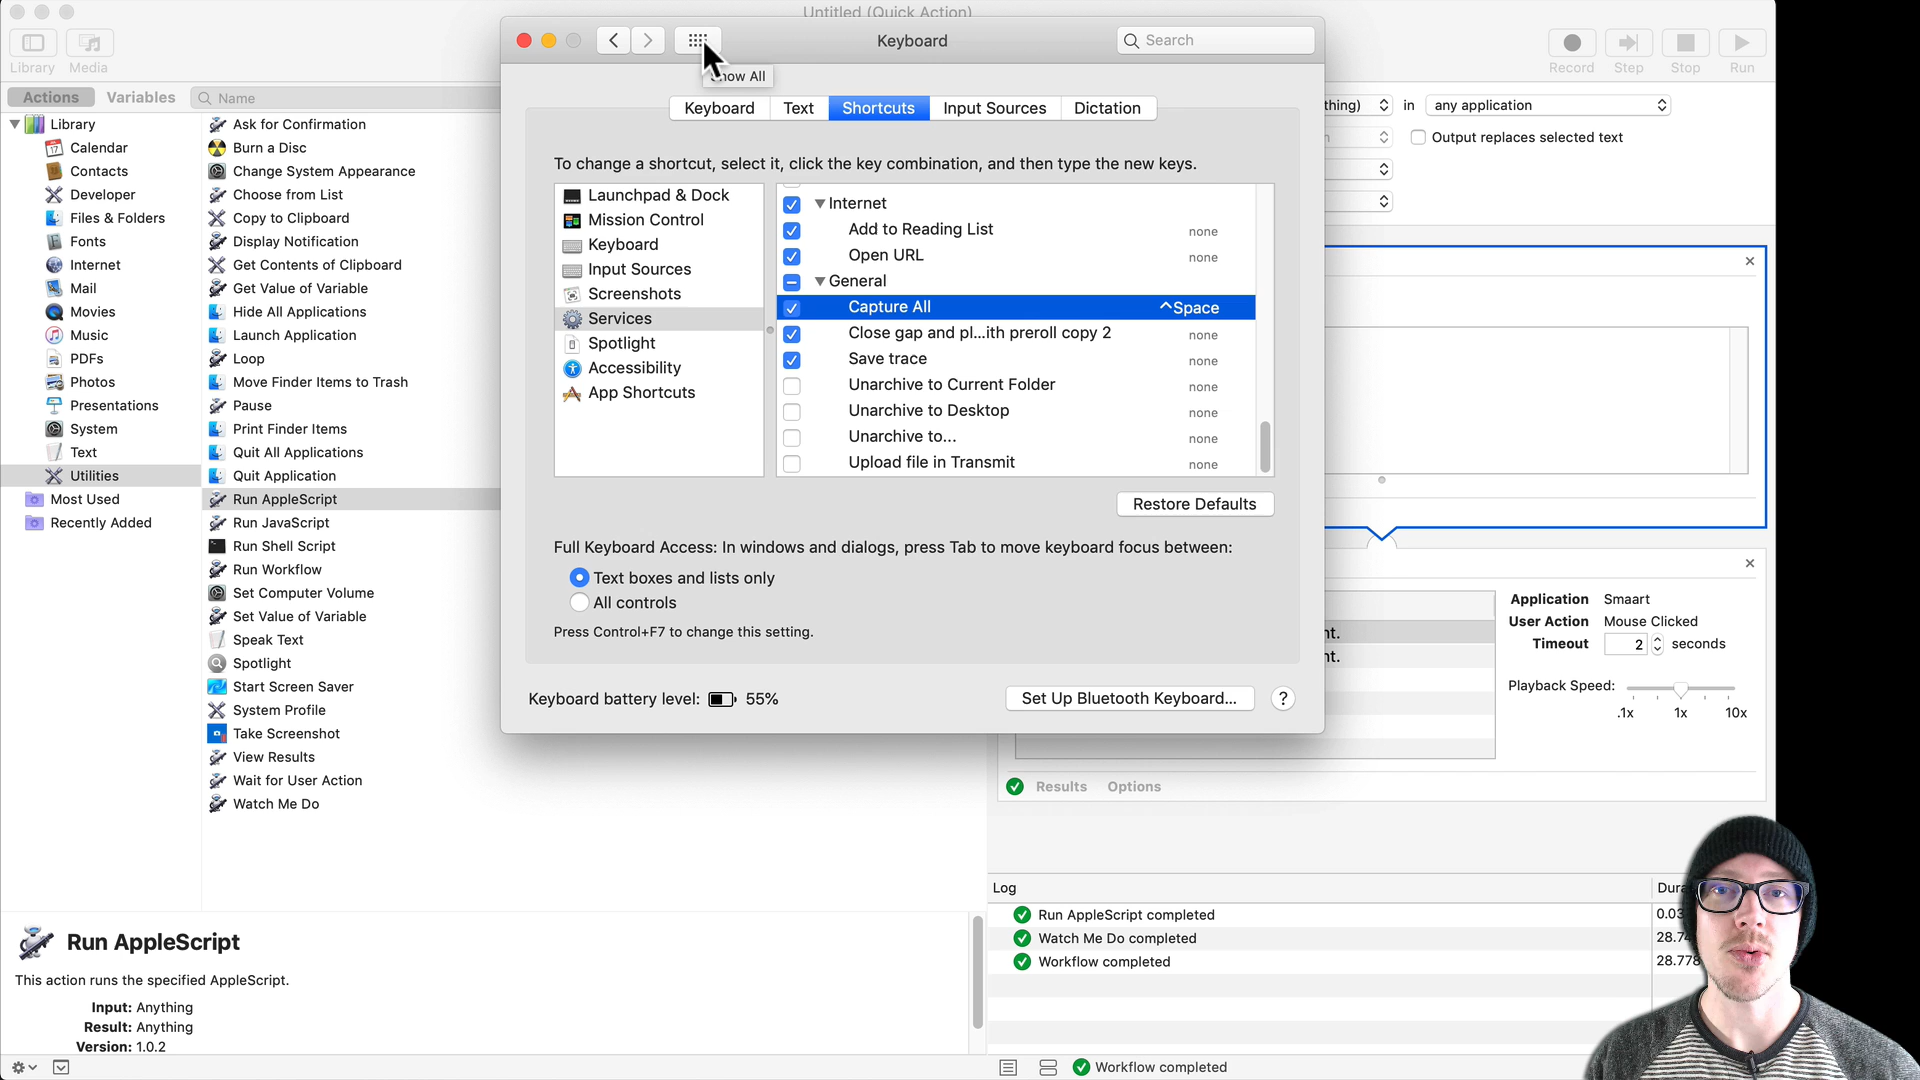 Untitled (Quick Action)
Library
Media
Record
Step
Stop
Run
Keyboard
Search
Show All
Actions
Variables
Name
Keyboard
Text
Shortcuts
Input Sources
Dictation
To change a shortcut, select it, click the key combination, and then type the new keys.
Launchpad & Dock
Mission Control
Keyboard
Input Sources
Screenshots
Services
Spotlight
Accessibility
App Shortcuts
Internet
Add to Reading List none
Open URL none
General
Capture All ^Space
Close gap and pl...ith preroll copy 2 none
Save trace none
Unarchive to Current Folder none
Unarchive to Desktop none
Unarchive to... none
Upload file in Transmit none
Restore Defaults
Full Keyboard Access: In windows and dialogs, press Tab to move keyboard focus between:
Text boxes and lists only
All controls
Press Control+F7 to change this setting.
Keyboard battery level: 55%
Set Up Bluetooth Keyboard...
?
Library
Calendar
Contacts
Developer
Files & Folders
Fonts
Internet
Mail
Movies
Music
PDFs
Photos
Presentations
System
Text
Utilities
Most Used
Recently Added
Ask for Confirmation
Burn a Disc
Change System Appearance
Choose from List
Copy to Clipboard
Display Notification
Get Contents of Clipboard
Get Value of Variable
Hide All Applications
Launch Application
Loop
Move Finder Items to Trash
Pause
Print Finder Items
Quit All Applications
Quit Application
Run AppleScript
Run JavaScript
Run Shell Script
Run Workflow
Set Computer Volume
Set Value of Variable
Speak Text
Spotlight
Start Screen Saver
System Profile
Take Screenshot
View Results
Wait for User Action
Watch Me Do
thing) in any application
Output replaces selected text
nt.
nt.
Application Smaart
User Action Mouse Clicked
Timeout 2 seconds
Playback Speed:
.1x 1x 10x
Results Options
Log
Run AppleScript completed
Watch Me Do completed
Workflow completed 28.778
Run AppleScript
This action runs the specified AppleScript.
Input: Anything
Result: Anything
Version: 1.0.2
Workflow completed